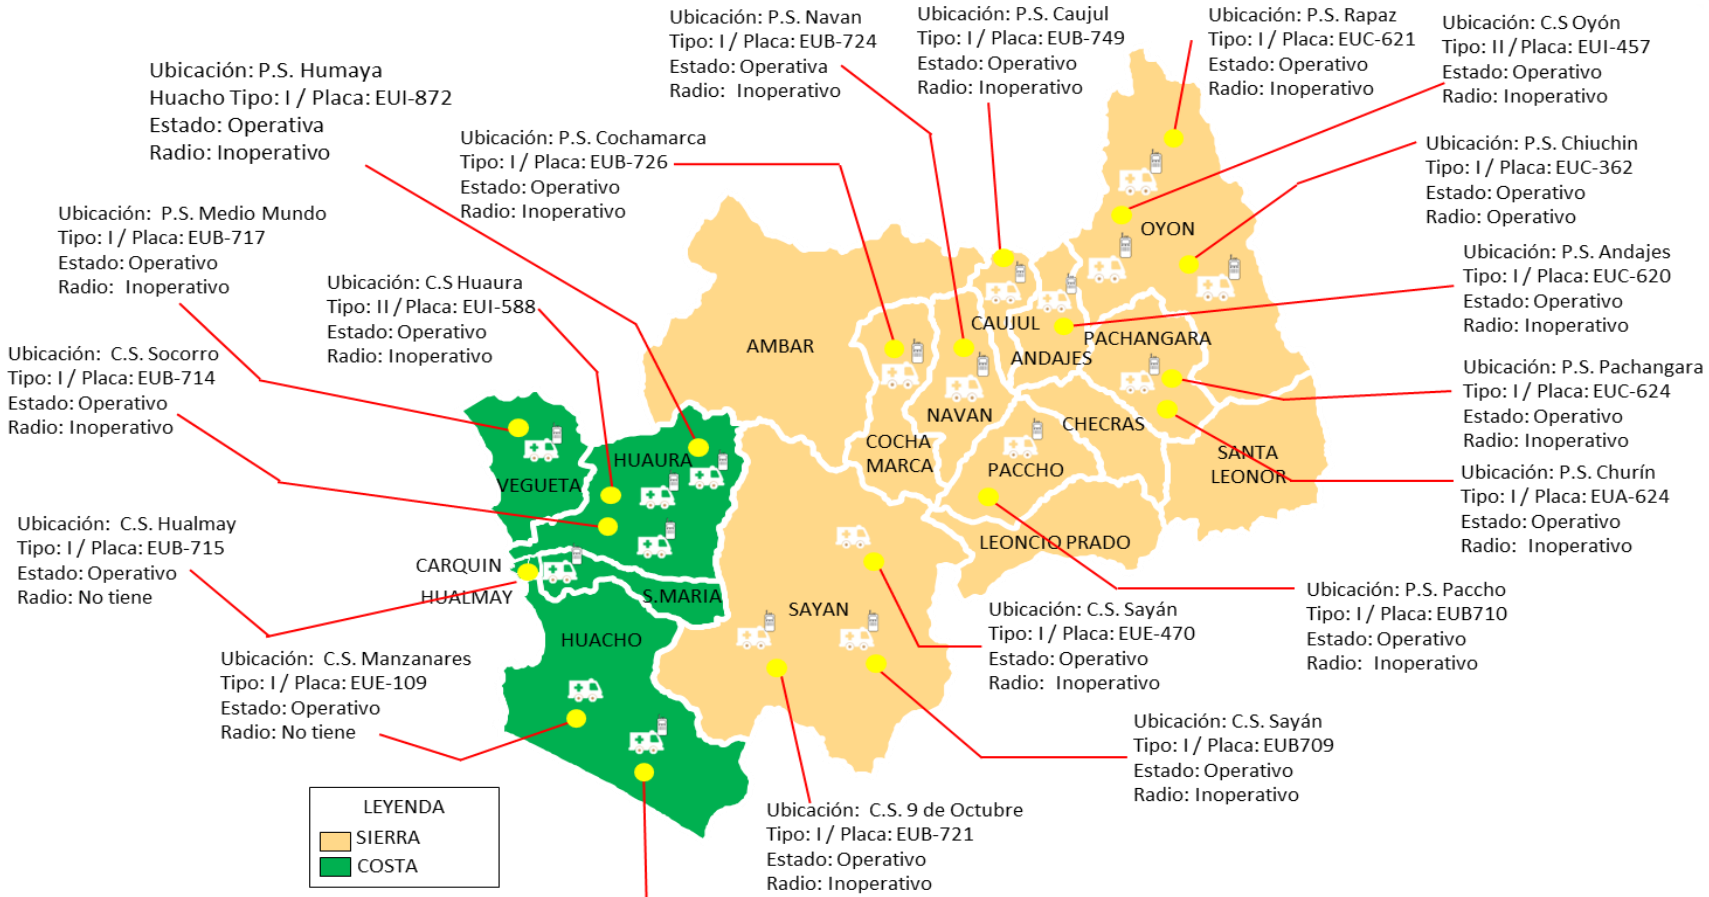 Ubicación: P.S. Humaya
Huacho Tipo: I / Placa: EUI-872
Estado: Operativa
Radio: Inoperativo
Ubicación: P.S. Navan
Tipo: I / Placa: EUB-724
Estado: Operativa
Radio: Inoperativo
Ubicación: P.S. Caujul
Tipo: I / Placa: EUB-749
Estado: Operativo
Radio: Inoperativo
Ubicación: P.S. Rapaz
Tipo: I / Placa: EUC-621
Estado: Operativo
Radio: Inoperativo
Ubicación: C.S Oyón
Tipo: II / Placa: EUI-457
Estado: Operativo
Radio: Inoperativo
Ubicación: P.S. Cochamarca
Tipo: I / Placa: EUB-726
Estado: Operativo
Radio: Inoperativo
Ubicación: P.S. Chiuchin
Tipo: I / Placa: EUC-362
Estado: Operativo
Radio: Operativo
Ubicación: P.S. Medio Mundo
Tipo: I / Placa: EUB-717
Estado: Operativo
Radio: Inoperativo
Ubicación: C.S Huaura
Tipo: II / Placa: EUI-588
Estado: Operativo
Radio: Inoperativo
Ubicación: P.S. Andajes
Tipo: I / Placa: EUC-620
Estado: Operativo
Radio: Inoperativo
Ubicación: C.S. Socorro
Tipo: I / Placa: EUB-714
Estado: Operativo
Radio: Inoperativo
Ubicación: P.S. Pachangara
Tipo: I / Placa: EUC-624
Estado: Operativo
Radio: Inoperativo
Ubicación: P.S. Churín
Tipo: I / Placa: EUA-624
Estado: Operativo
Radio: Inoperativo
Ubicación: C.S. Hualmay
Tipo: I / Placa: EUB-715
Estado: Operativo
Radio: No tiene
Ubicación: P.S. Paccho
Tipo: I / Placa: EUB710
Estado: Operativo
Radio: Inoperativo
Ubicación: C.S. Sayán
Tipo: I / Placa: EUE-470
Estado: Operativo
Radio: Inoperativo
Ubicación: C.S. Manzanares
Tipo: I / Placa: EUE-109
Estado: Operativo
Radio: No tiene
Ubicación: C.S. Sayán
Tipo: I / Placa: EUB709
Estado: Operativo
Radio: Inoperativo
Ubicación: C.S. 9 de Octubre
Tipo: I / Placa: EUB-721
Estado: Operativo
Radio: Inoperativo
OYON
AMBAR
CAUJUL
PACHANGARA
ANDAJES
NAVAN
CHECRAS
COCHA
MARCA
PACCHO
SANTA
LEONOR
HUAURA
VEGUETA
LEONCIO PRADO
CARQUIN
HUALMAY
S.MARIA
SAYAN
HUACHO
LEYENDA
SIERRA
COSTA